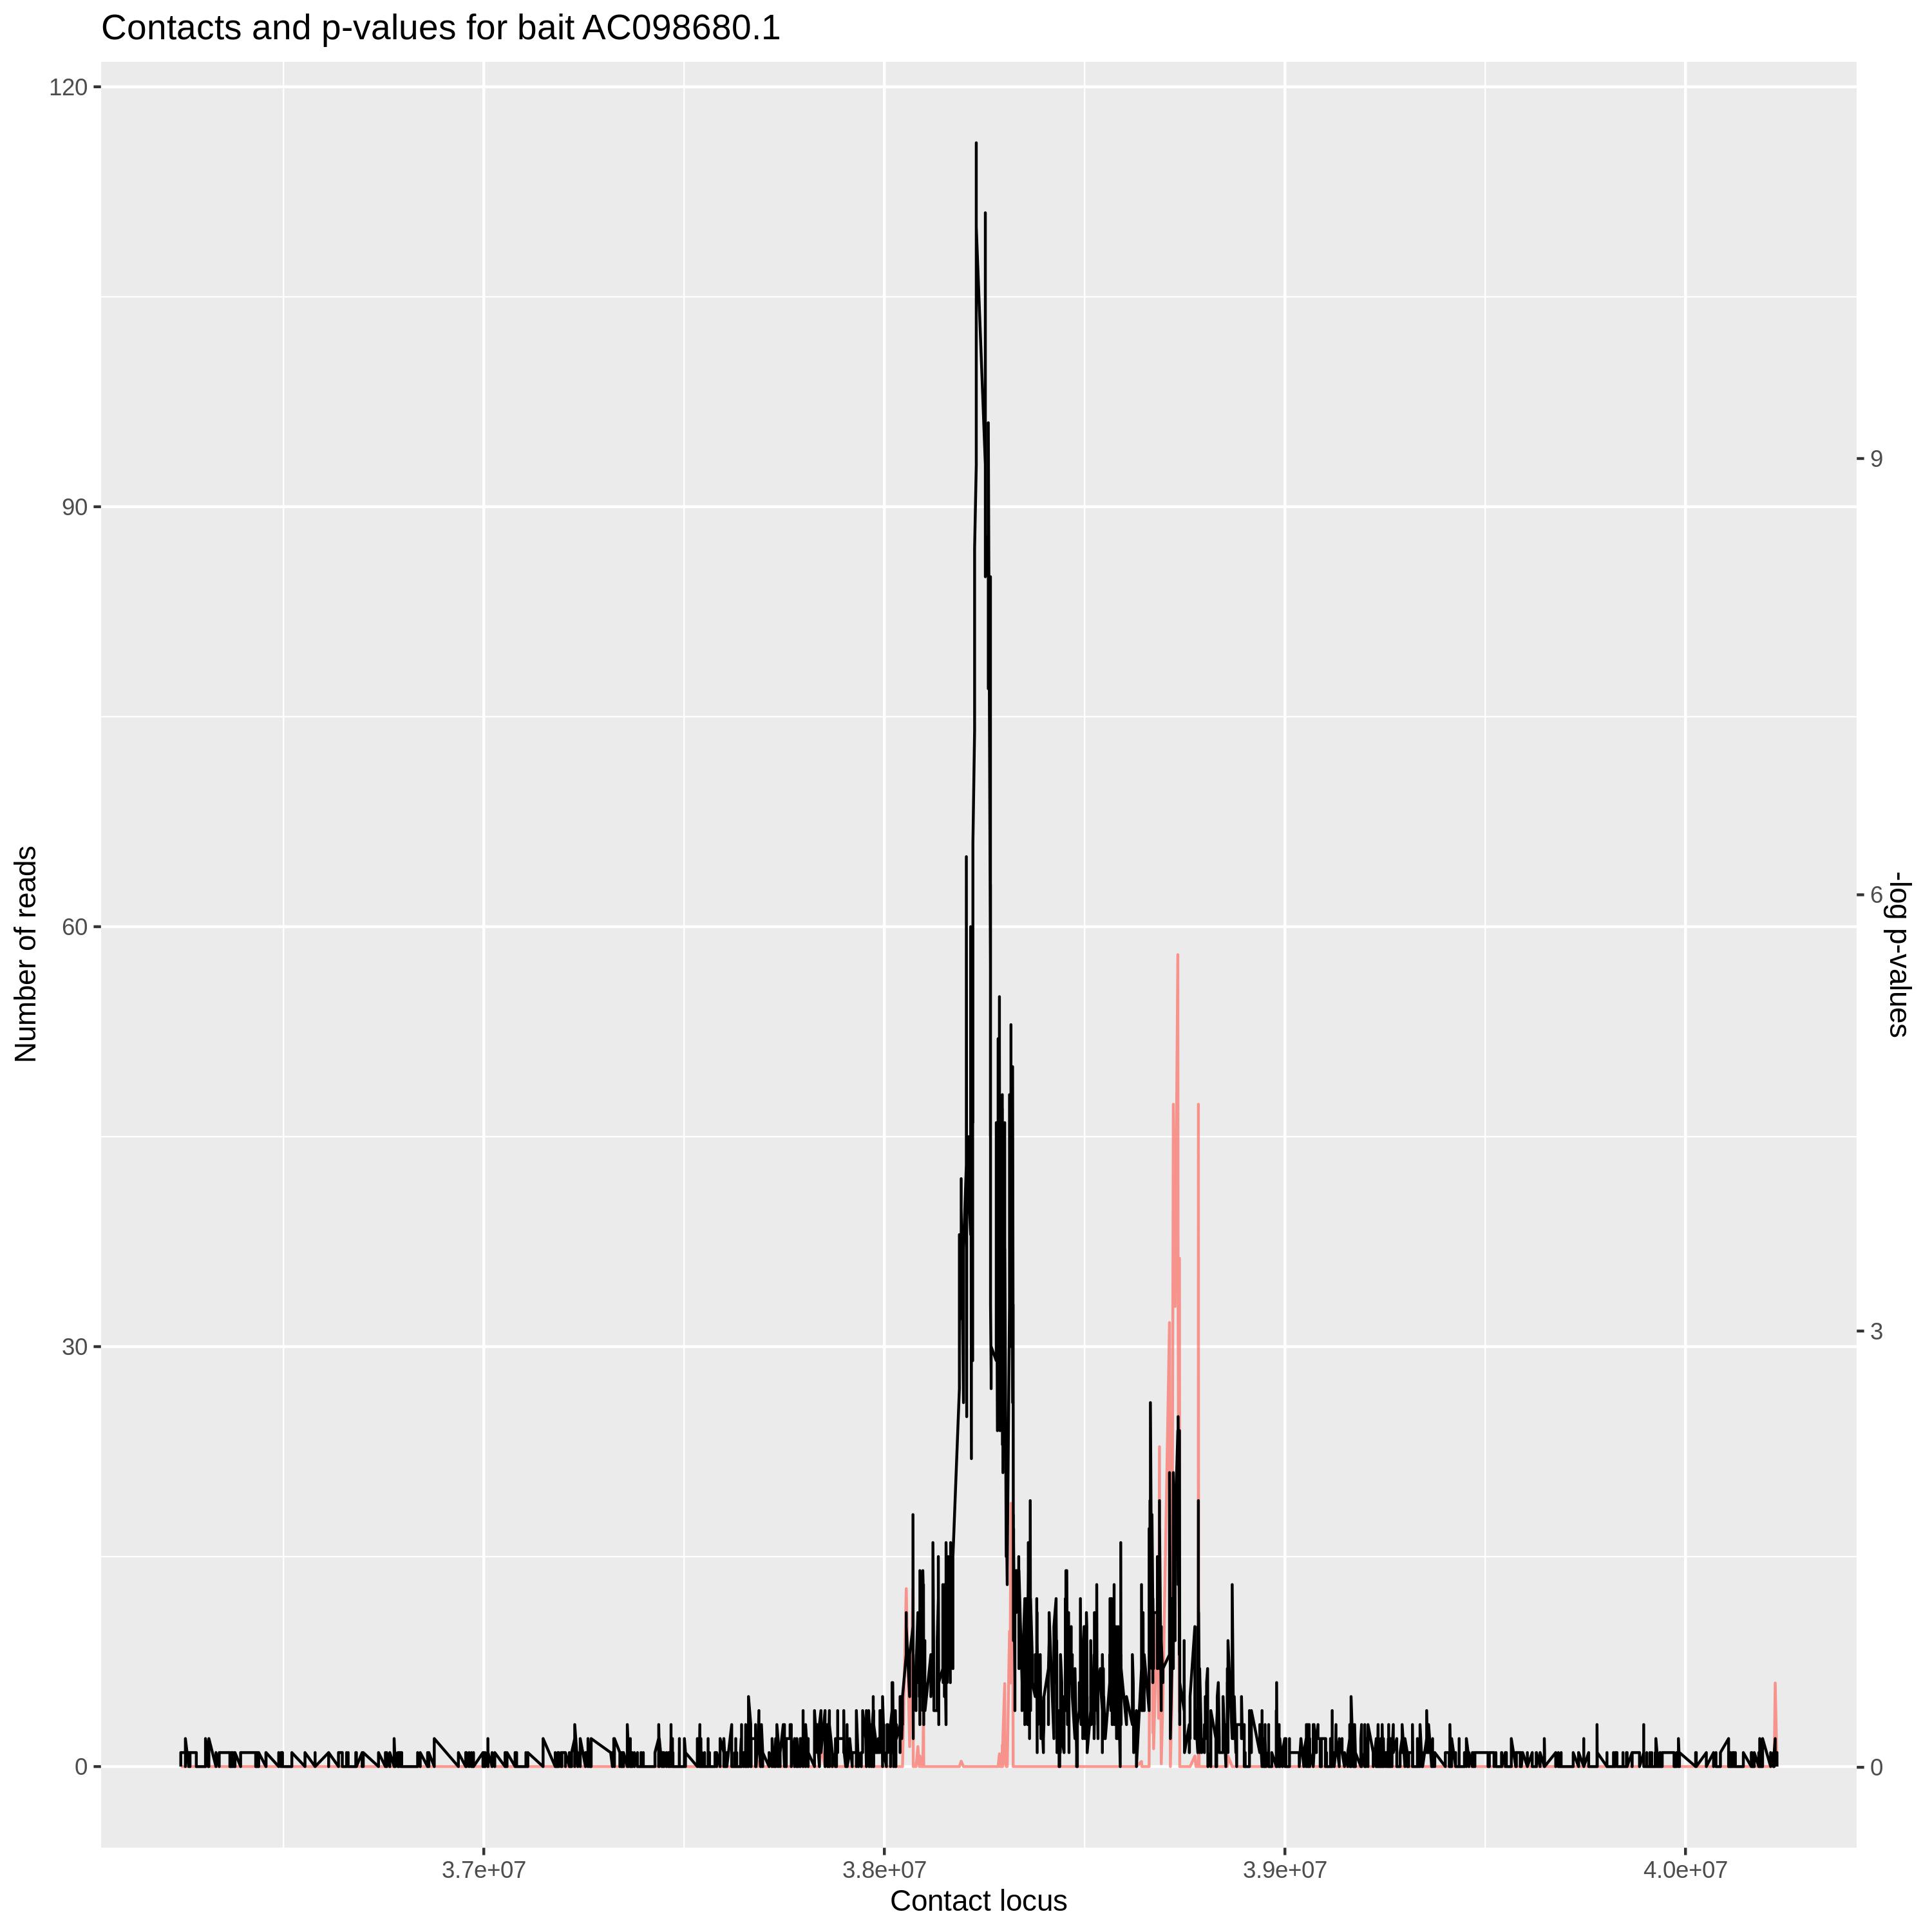 Contacts and p-values for bait AC098680.1
120
90
60
30
0
Number of reads
9
6
3
0
-log p-values
3.7e+07
3.8e+07
3.9e+07
4.0e+07
Contact locus